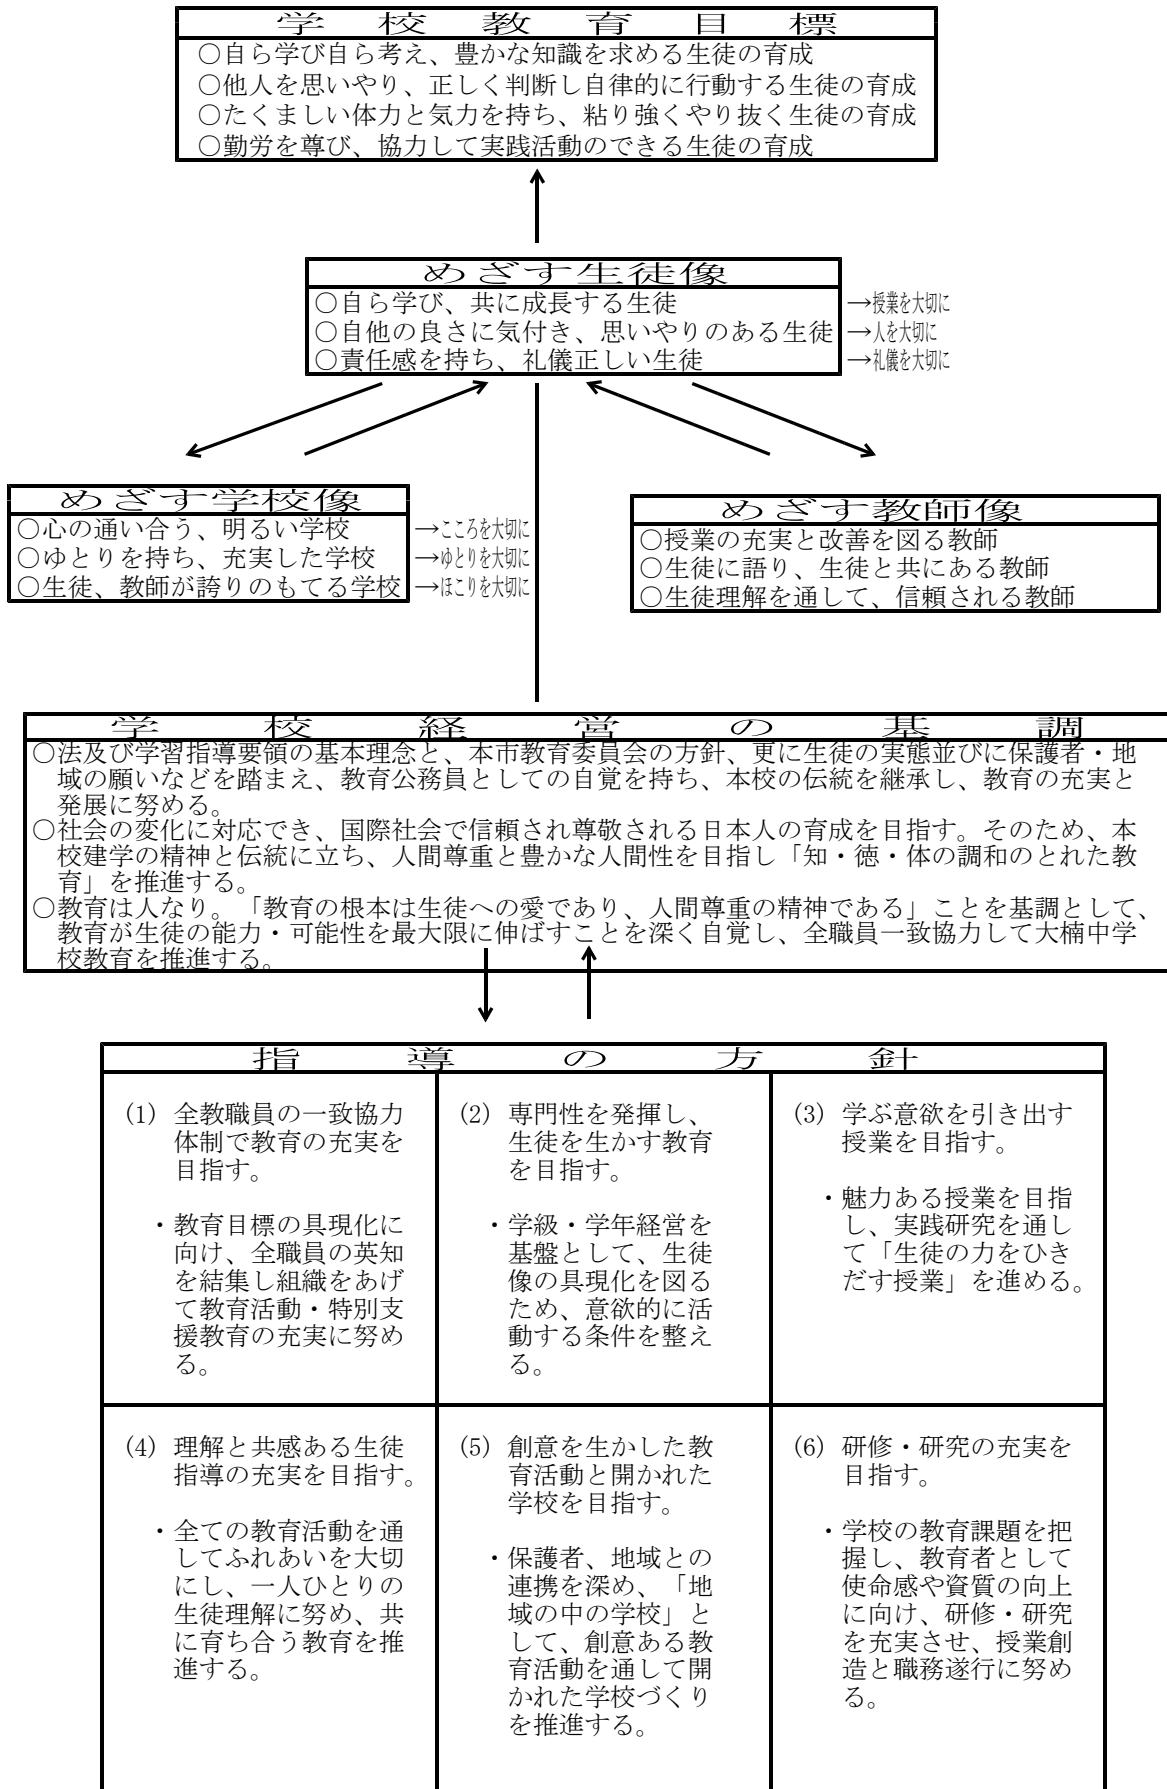 学校教育目標
○自ら学び自ら考え、豊かな知識を求める生徒の育成
○他人を思いやり、正しく判断し自律的に行動する生徒の育成
○たくましい体力と気力を持ち、粘り強くやり抜く生徒の育成
○勤労を尊び、協力して実践活動のできる生徒の育成
めざす生徒像
○自ら学び、共に成長する生徒 →授業を大切に
○自他の良さに気付き、思いやりのある生徒 →人を大切に
○責任感を持ち、礼儀正しい生徒 →礼儀を大切に
めざす学校像
○心の通い合う、明るい学校 →こころを大切に
○ゆとりを持ち、充実した学校 →ゆとりを大切に
○生徒、教師が誇りのもてる学校 →ほこりを大切に
めざす教師像
○授業の充実と改善を図る教師
○生徒に語り、生徒と共にある教師
○生徒理解を通して、信頼される教師
学校経営の基調
○法及び学習指導要領の基本理念と、本市教育委員会の方針、更に生徒の実態並びに保護者・地
域の願いなどを踏まえ、教育公務員としての自覚を持ち、本校の伝統を継承し、教育の充実と
発展に努める。
○社会の変化に対応でき、国際社会で信頼され尊敬される日本人の育成を目指す。そのため、本
校建学の精神と伝統に立ち、人間尊重と豊かな人間性を目指し「知・徳・体の調和のとれた教
育」を推進する。
○教育は人なり。「教育の根本は生徒への愛であり、人間尊重の精神である」ことを基調として、
教育が生徒の能力・可能性を最大限に伸ばすことを深く自覚し、全職員一致協力して大楠中学
校教育を推進する。
指導の方針
(1) 全教職員の一致協力
体制で教育の充実を
目指す。
・教育目標の具現化に
向け、全職員の英知
を結集し組織をあげ
て教育活動・特別支
援教育の充実に努め
る。
(2) 専門性を発揮し、
生徒を生かす教育
を目指す。
・学級・学年経営を
基盤として、生徒
像の具現化を図る
ため、意欲的に活
動する条件を整え
る。
(3) 学ぶ意欲を引き出す
授業を目指す。
・魅力ある授業を目指
し、実践研究を通し
て「生徒の力をひき
だす授業」を進める。
(4) 理解と共感ある生徒
指導の充実を目指す。
・全ての教育活動を通
してふれあいを大切
にし、一人ひとりの
生徒理解に努め、共
に育ち合う教育を推
進する。
(5) 創意を生かした教
育活動と開かれた
学校を目指す。
・保護者、地域との
連携を深め、「地
域の中の学校」と
して、創意ある教
育活動を通して開
かれた学校づくり
を推進する。
(6) 研修・研究の充実を
目指す。
・学校の教育課題を把
握し、教育者として
使命感や資質の向上
に向け、研修・研究
を充実させ、授業創
造と職務遂行に努め
る。